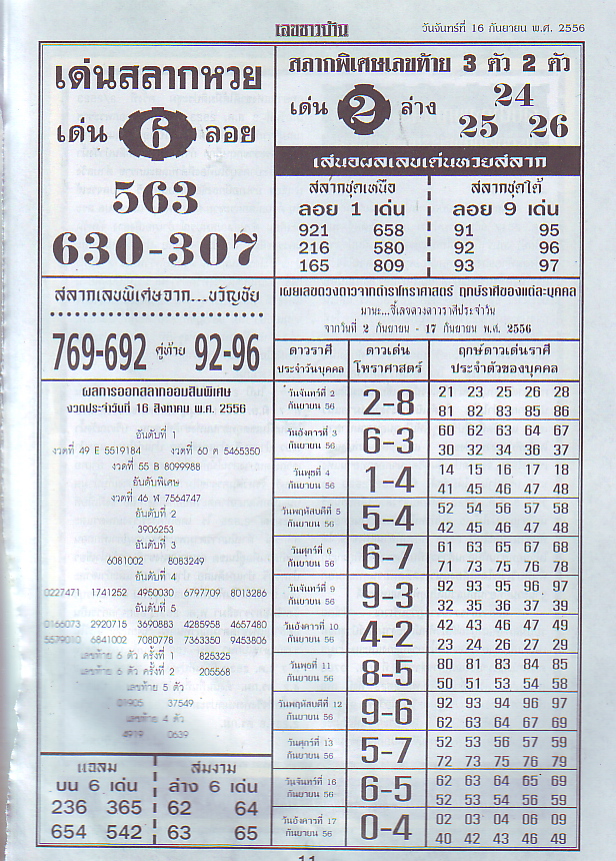 เลขชาวบ้าน
วันจันทร์ที่ 16 กันยายน พ.ศ. 2556
เด่นสลากหวย
เด่น 6 ลอย
563
630-307
สลากพิเศษเลขท้าย 3 ตัว 2 ตัว
เด่น 2 ล่าง
24
25 26
เสนอผลเลขเด่นหวยสลาก
สลากชุดเหนือ
ลอย 1 เด่น
921 658
216 580
165 809
สลากชุดใต้
ลอย 9 เด่น
91 95
92 96
93 97
สลากเลขพิเศษจาก...ขวัญชัย
769-692 คู่ท้าย 92-96
ผลการออกสลากออมสินพิเศษ
งวดประจำวันที่ 16 สิงหาคม พ.ศ. 2556
อันดับที่ 1
งวดที่ 49 E 5519184 งวดที่ 60 ค 5465350
งวดที่ 55 B 8099988
อันดับพิเศษ
งวดที่ 46 ฬ 7564747
อันดับที่ 2
3906253
อันดับที่ 3
6081002 8083249
อันดับที่ 4
0227471 1741252 4950030 6797709 8013286
อันดับที่ 5
0166073 2920715 3690883 4285958 4657480
5579010 6841002 7080778 7363350 9453806
เลขท้าย 6 ตัว ครั้งที่ 1 825325
เลขท้าย 6 ตัว ครั้งที่ 2 205568
เลขท้าย 5 ตัว
01905 37549
เลขท้าย 4 ตัว
4919 0639
แฉลม
บน 6 เด่น
236 365
654 542
สมงาม
ล่าง 6 เด่น
62 64
63 65
เผยเลขดวงดาวจากตำราโหราศาสตร์ ฤกษ์ราศีของแต่ละบุคคล
มานะ...ชี้เลขดวงดาวราศีประจำวัน
จากวันที่ 2 กันยายน - 17 กันยายน พ.ศ. 2556
ดาวราศี ดาวเด่น ฤกษ์ดาวเด่นราศี
ประจำวันบุคคล โหราศาสตร์ ประจำตัวของบุคคล
วันจันทร์ที่ 2 กันยายน 56 2-8 21 23 25 26 28
81 82 83 85 86
วันอังคารที่ 3 กันยายน 56 6-3 60 62 63 64 67
30 32 34 36 37
วันพุธที่ 4 กันยายน 56 1-4 14 15 16 17 18
41 45 46 47 48
วันพฤหัสบดีที่ 5 กันยายน 56 5-4 52 54 56 57 58
42 45 46 47 48
วันศุกร์ที่ 6 กันยายน 56 6-7 61 63 65 67 68
71 73 75 76 78
วันจันทร์ที่ 9 กันยายน 56 9-3 92 93 95 96 97
32 35 36 37 39
วันอังคารที่ 10 กันยายน 56 4-2 42 43 46 47 49
23 24 26 27 29
วันพุธที่ 11 กันยายน 56 8-5 80 81 83 84 85
50 51 53 54 58
วันพฤหัสบดีที่ 12 กันยายน 56 9-6 92 93 94 96 97
62 63 64 67 69
วันศุกร์ที่ 13 กันยายน 56 5-7 52 53 56 57 59
72 73 75 76 79
วันจันทร์ที่ 16 กันยายน 56 6-5 62 63 64 65 69
52 53 54 56 59
วันอังคารที่ 17 กันยายน 56 0-4 02 03 04 06 09
40 42 43 46 49
11